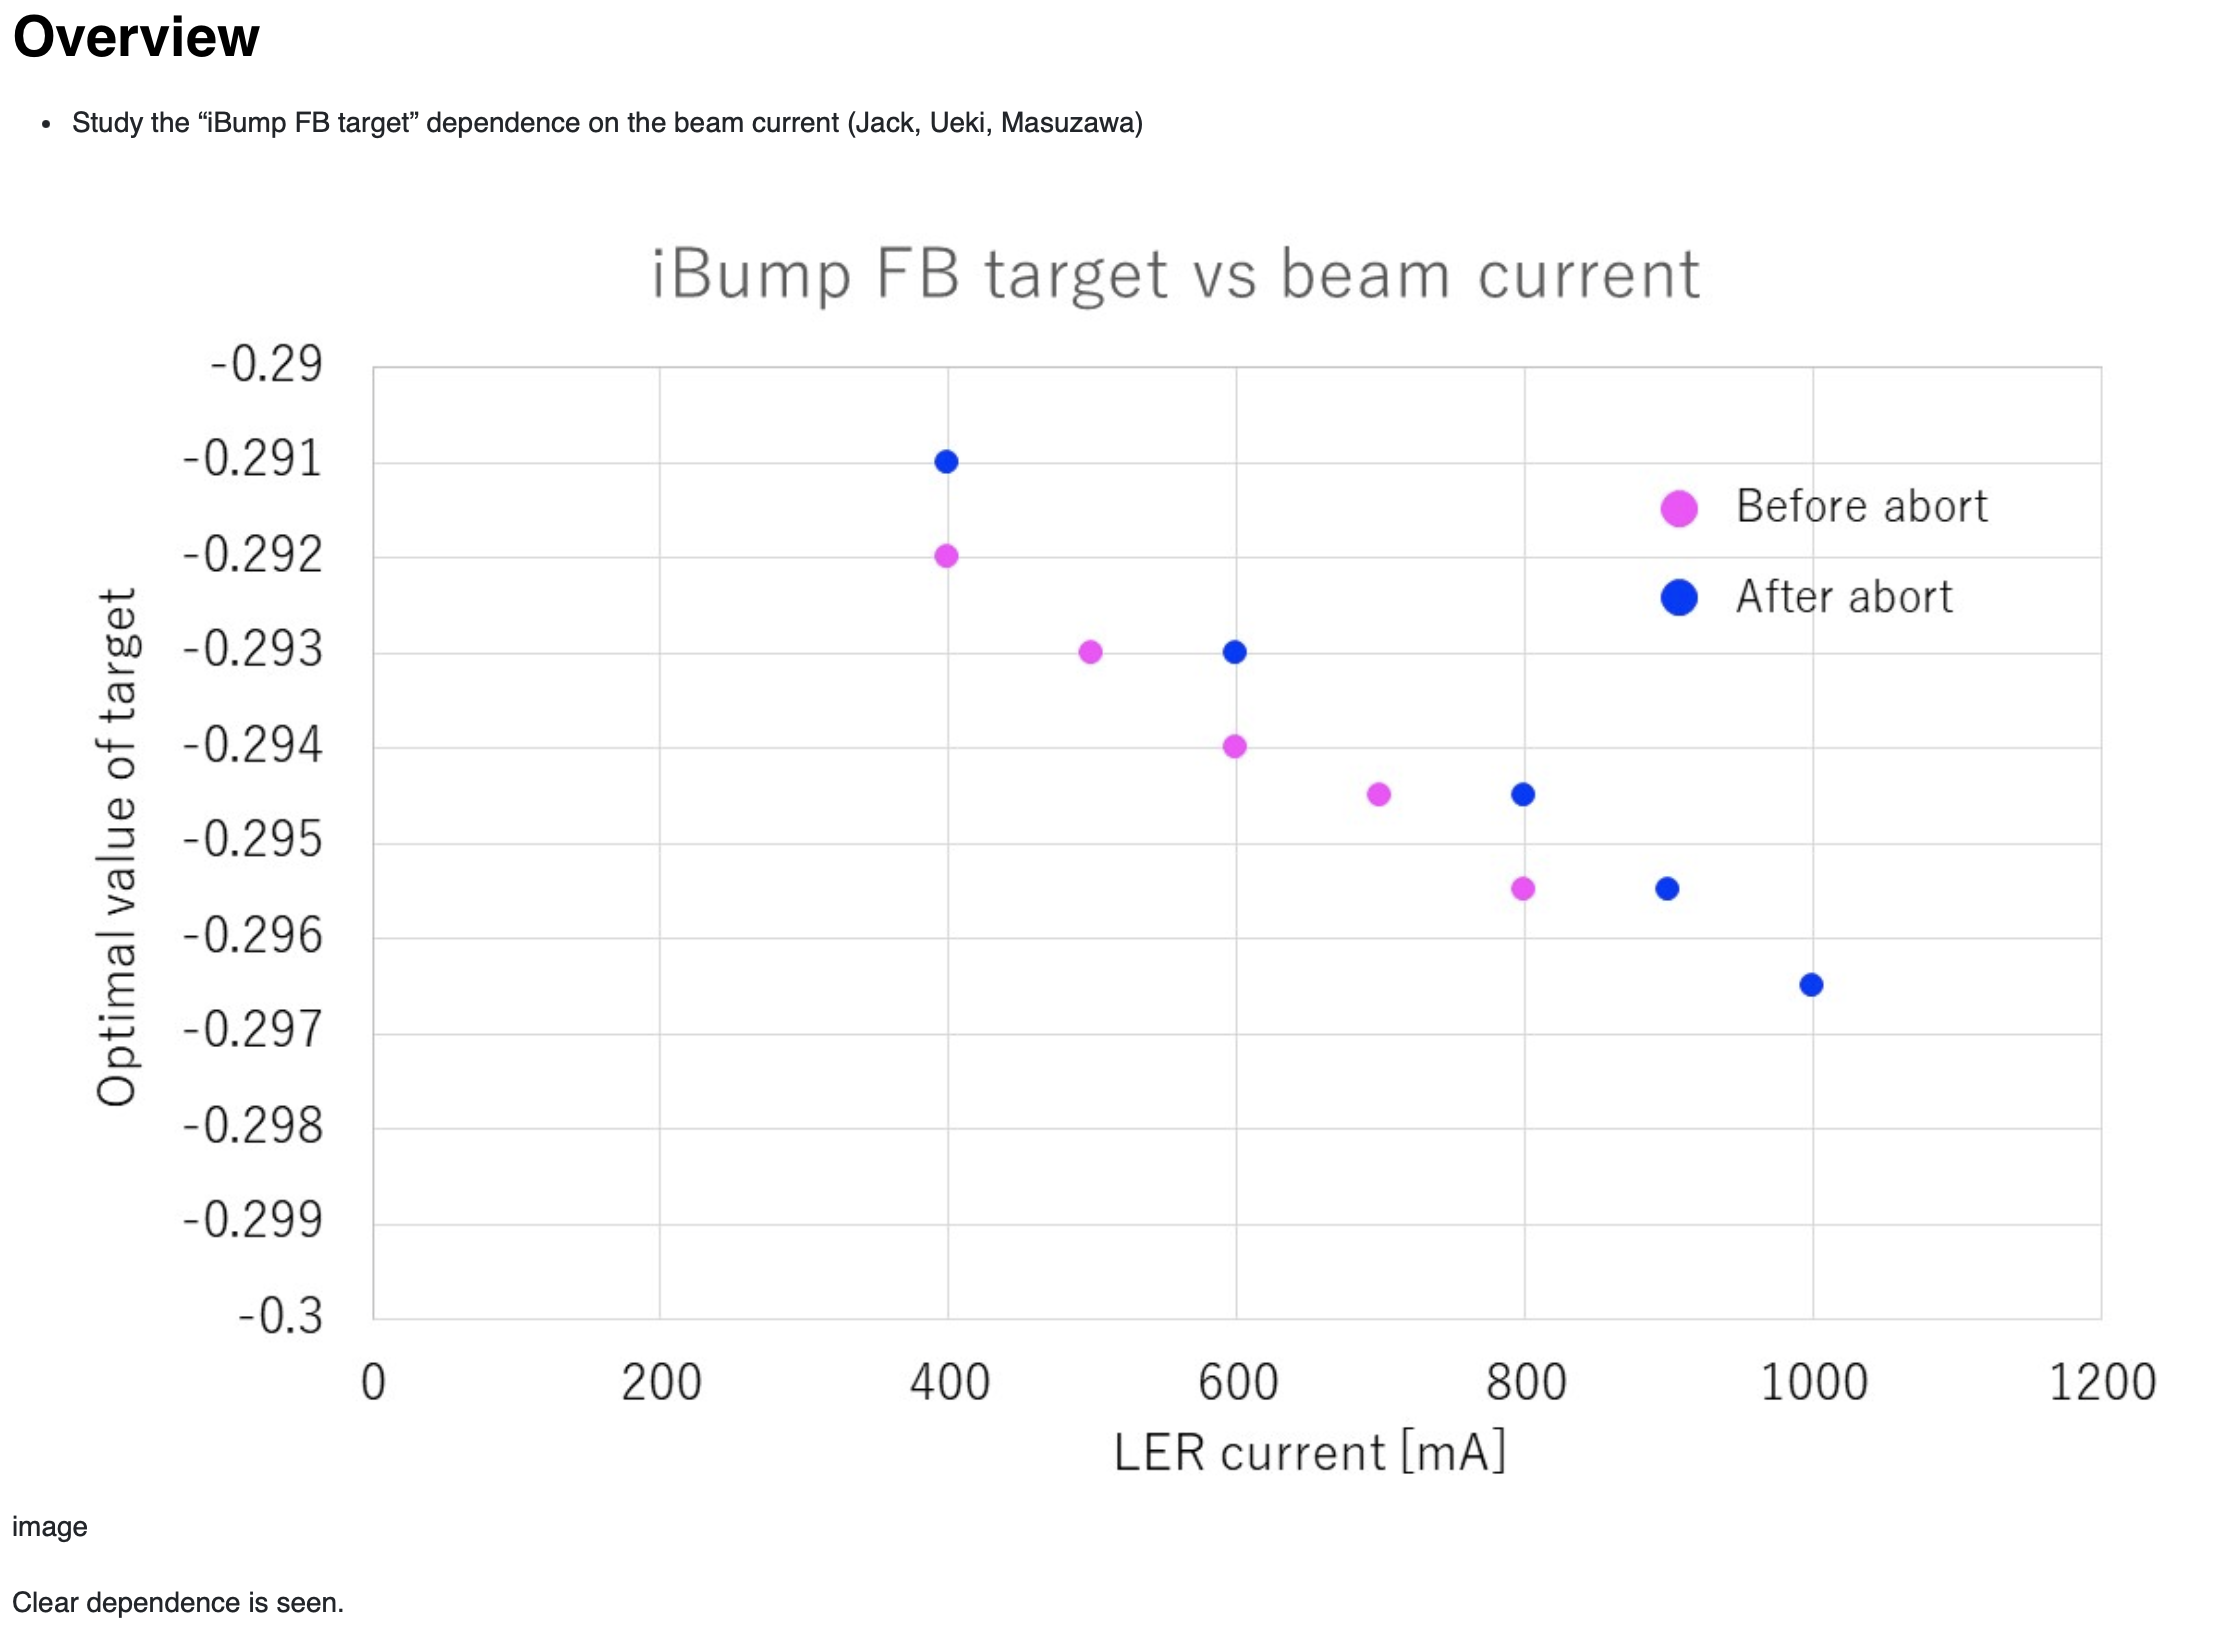 Overview
• Study the “iBump FB target” dependence on the beam current (Jack, Ueki, Masuzawa)
iBump FB target vs beam current
-0.29
-0.291
-0.292
-0.293
-0.294
-0.295
-0.296
-0.297
-0.298
-0.299
-0.3
Optimal value of target
Before abort
After abort
0 200 400 600 800 1000 1200
LER current [mA]
image
Clear dependence is seen.